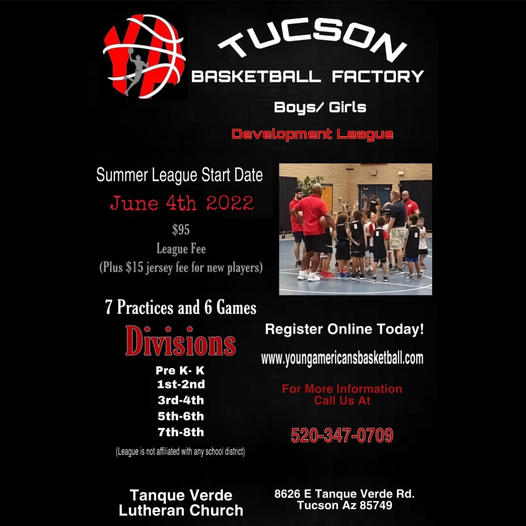 YA
TUCSON
BASKETBALL FACTORY
Boys/ Girls
Development League
Summer League Start Date
June 4th 2022
$95
League Fee
(Plus $15 jersey fee for new players)
7 Practices and 6 Games
Divisions
Pre K- K
1st-2nd
3rd-4th
5th-6th
7th-8th
(League is not affiliated with any school district)
Register Online Today!
www.youngamericansbasketball.com
For More Information
Call Us At
520-347-0709
Tanque Verde
Lutheran Church
8626 E Tanque Verde Rd.
Tucson Az 85749